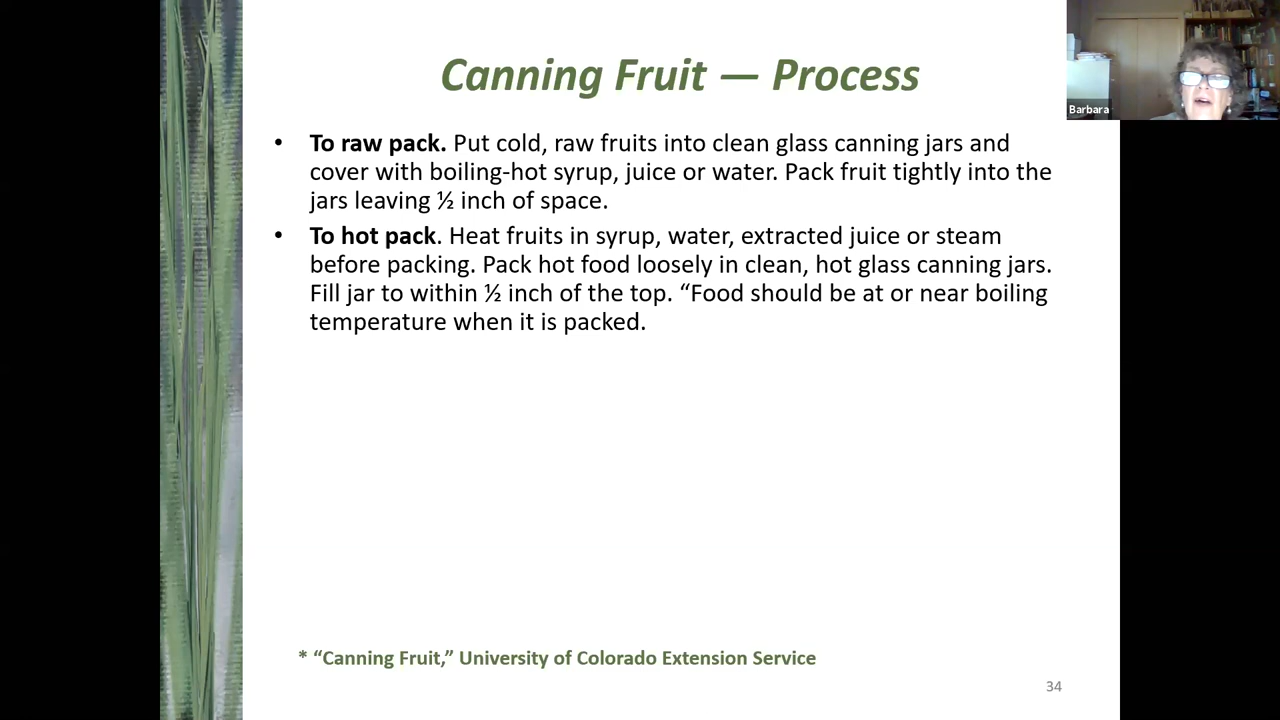 Canning Fruit — Process
Barbara
• To raw pack. Put cold, raw fruits into clean glass canning jars and
cover with boiling-hot syrup, juice or water. Pack fruit tightly into the
jars leaving ½ inch of space.
• To hot pack. Heat fruits in syrup, water, extracted juice or steam
before packing. Pack hot food loosely in clean, hot glass canning jars.
Fill jar to within ½ inch of the top. “Food should be at or near boiling
temperature when it is packed.
* “Canning Fruit,” University of Colorado Extension Service
34